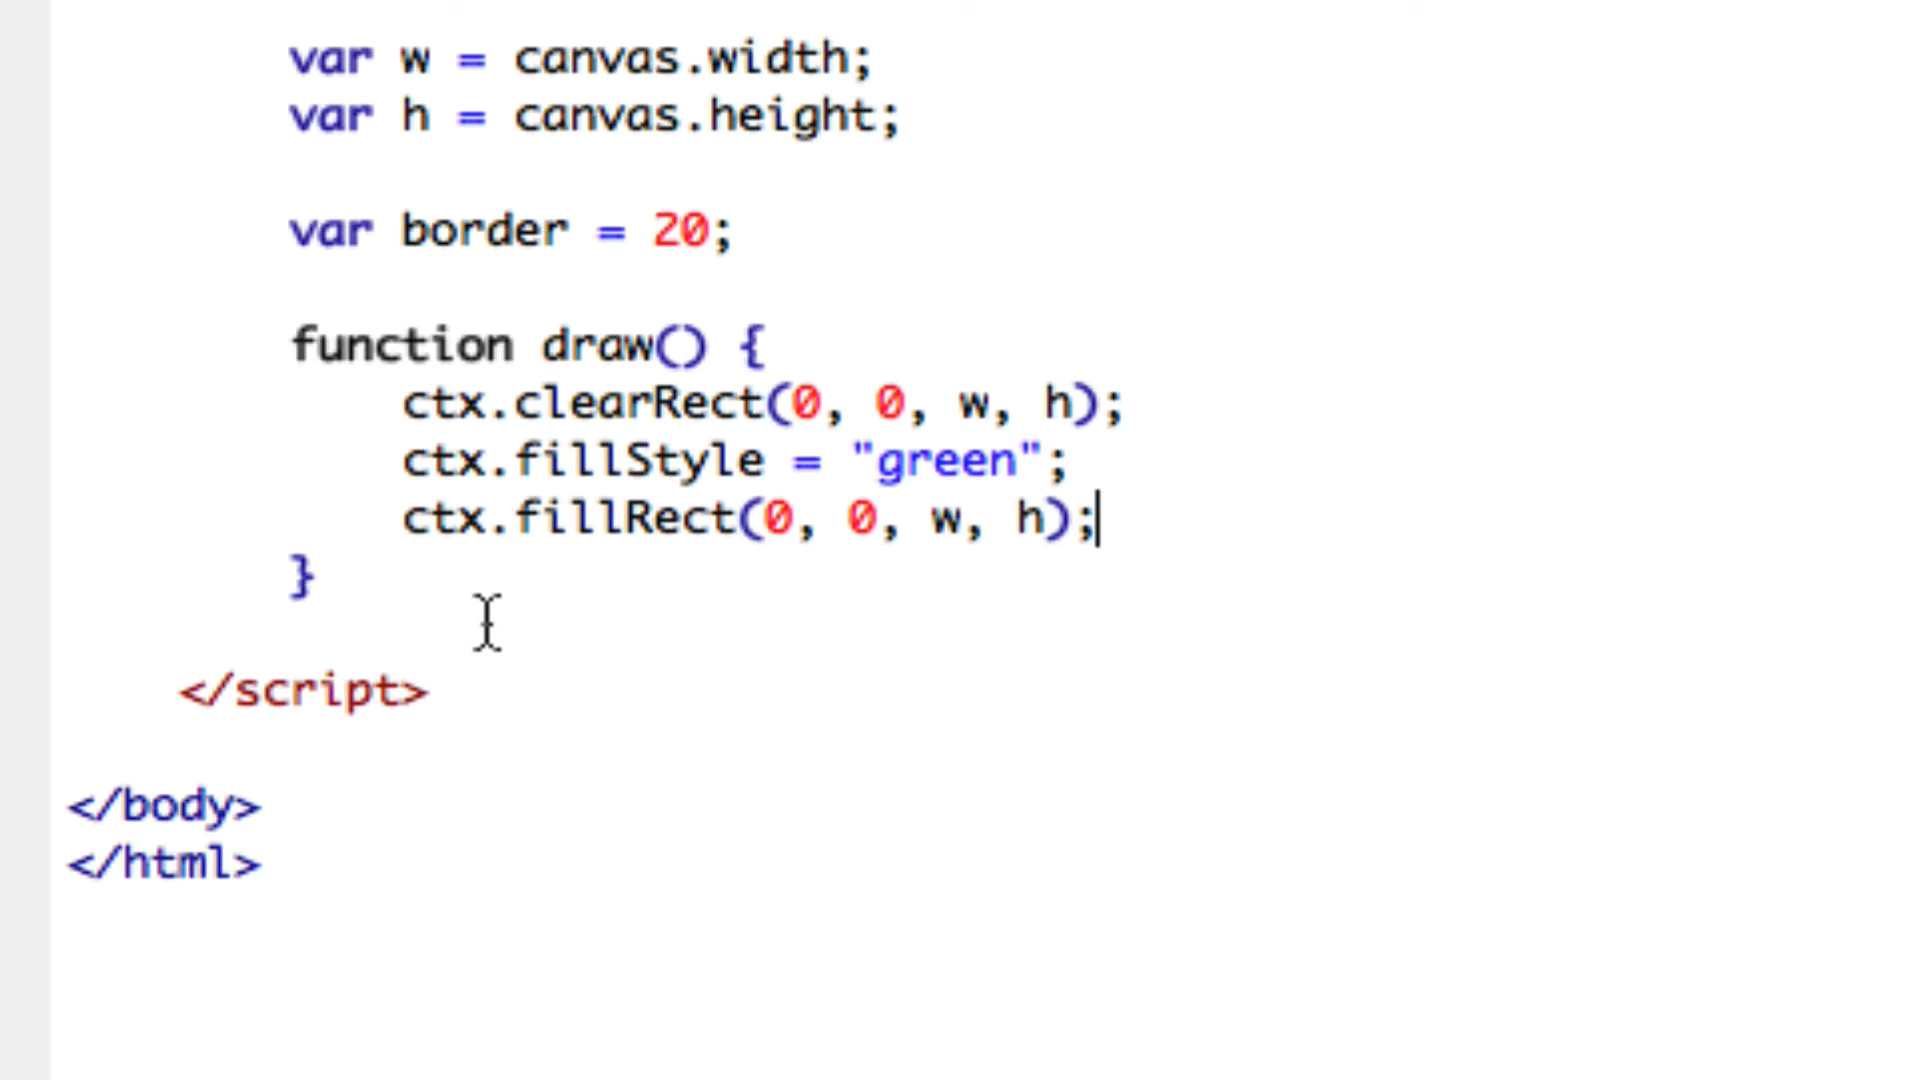 var w = canvas.width;
var h = canvas.height;
var border = 20;
function draw() {
ctx.clearRect(0, 0, w, h);
ctx.fillStyle = "green";
ctx.fillRect(0, 0, w, h);
}
</script>
</body>
</html>